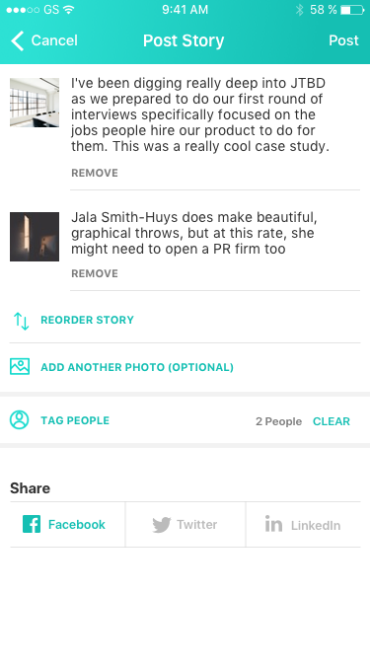 GS 9:41 AM 58 %
Cancel Post Story Post
I've been digging really deep into JTBD
as we prepared to do our first round of
interviews specifically focused on the
jobs people hire our product to do for
them. This was a really cool case study.
REMOVE
Jala Smith-Huys does make beautiful,
graphical throws, but at this rate, she
might need to open a PR firm too
REMOVE
REORDER STORY
ADD ANOTHER PHOTO (OPTIONAL)
TAG PEOPLE 2 People CLEAR
Share
Facebook Twitter LinkedIn